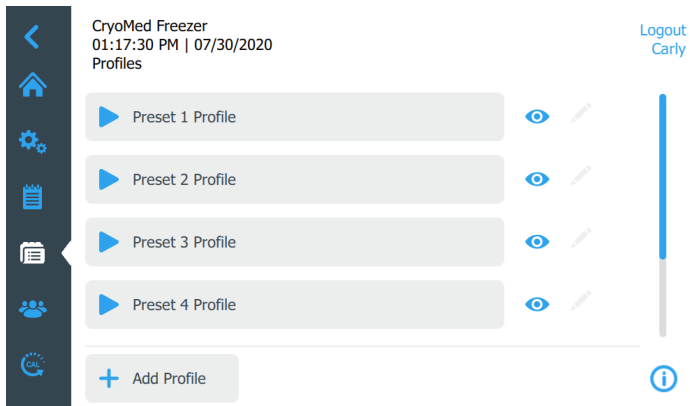 CryoMed Freezer
01:17:30 PM | 07/30/2020
Profiles
Logout
Carly
Preset 1 Profile
Preset 2 Profile
Preset 3 Profile
Preset 4 Profile
CAL
Add Profile